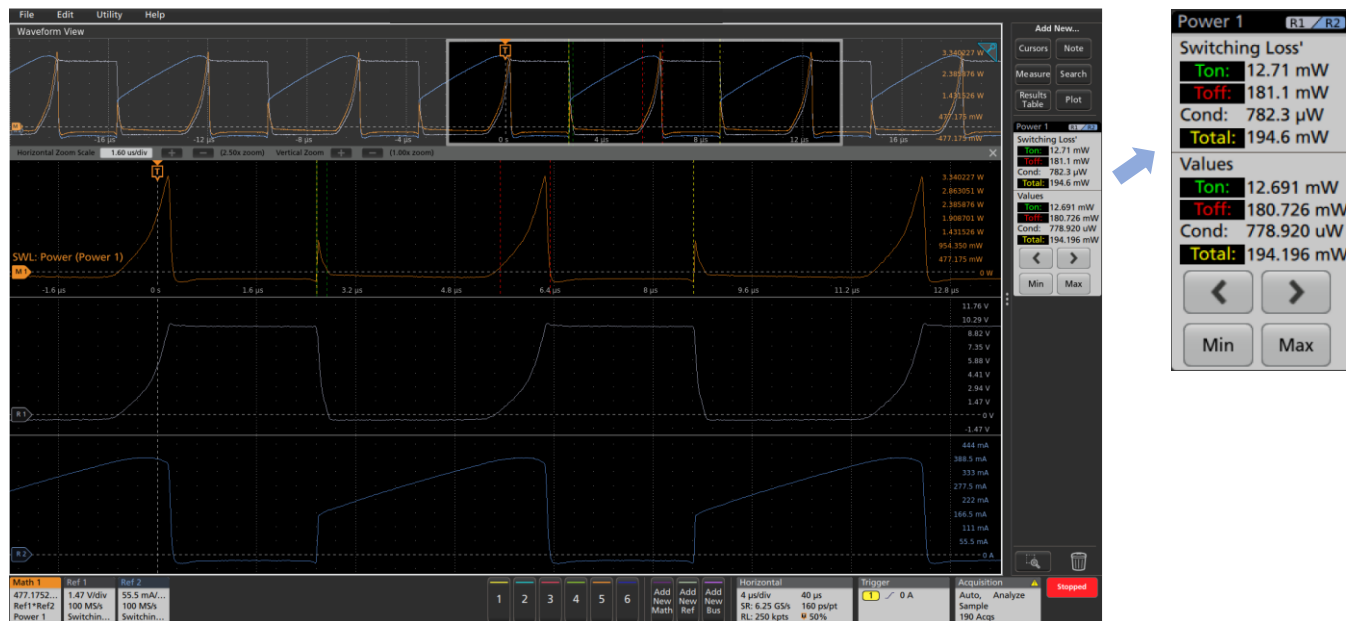 File Edit Utility Help
Waveform View
3.340227 W
2.385876 W
1.431526 W
477.175 mW
-477.175 mW
-16 µs -12 µs -8 µs -4 µs 0 s 4 µs 8 µs 12 µs 16 µs
Horizontal Zoom Scale 1.60 us/div + − (2.50x zoom) Vertical Zoom + − (1.00x zoom) ×
T
3.340227 W
2.863051 W
2.385876 W
1.908701 W
1.431526 W
954.350 mW
477.175 mW
0 W
SWL: Power (Power 1)
M 1
-1.6 µs 0 s 1.6 µs 3.2 µs 4.8 µs 6.4 µs 8 µs 9.6 µs 11.2 µs 12.8 µs
11.76 V
10.29 V
8.82 V
7.35 V
5.88 V
4.41 V
2.94 V
1.47 V
0 V
-1.47 V
R 1
444 mA
388.5 mA
333 mA
277.5 mA
222 mA
166.5 mA
111 mA
55.5 mA
0 A
R 2
Add New...
Cursors Note
Measure Search
Results Table Plot
Power 1 R1 R2
Switching Loss'
Ton: 12.71 mW
Toff: 181.1 mW
Cond: 782.3 µW
Total: 194.6 mW
Values
Ton: 12.691 mW
Toff: 180.726 mW
Cond: 778.920 uW
Total: 194.196 mW
< >
Min Max
Math 1
477.1752...
Ref1*Ref2
Power 1
Ref 1
1.47 V/div
100 MS/s
Switchin...
Ref 2
55.5 mA/...
100 MS/s
Switchin...
1 2 3 4 5 6
Add New Math
Add New Ref
Add New Bus
Horizontal
4 µs/div 40 µs
SR: 6.25 GS/s 160 ps/pt
RL: 250 kpts 50%
Trigger
1 0 A
Acquisition
Auto, Analyze
Sample
190 Acqs
Stopped
Power 1 R1 R2
Switching Loss'
Ton: 12.71 mW
Toff: 181.1 mW
Cond: 782.3 µW
Total: 194.6 mW
Values
Ton: 12.691 mW
Toff: 180.726 mW
Cond: 778.920 uW
Total: 194.196 mW
< >
Min Max